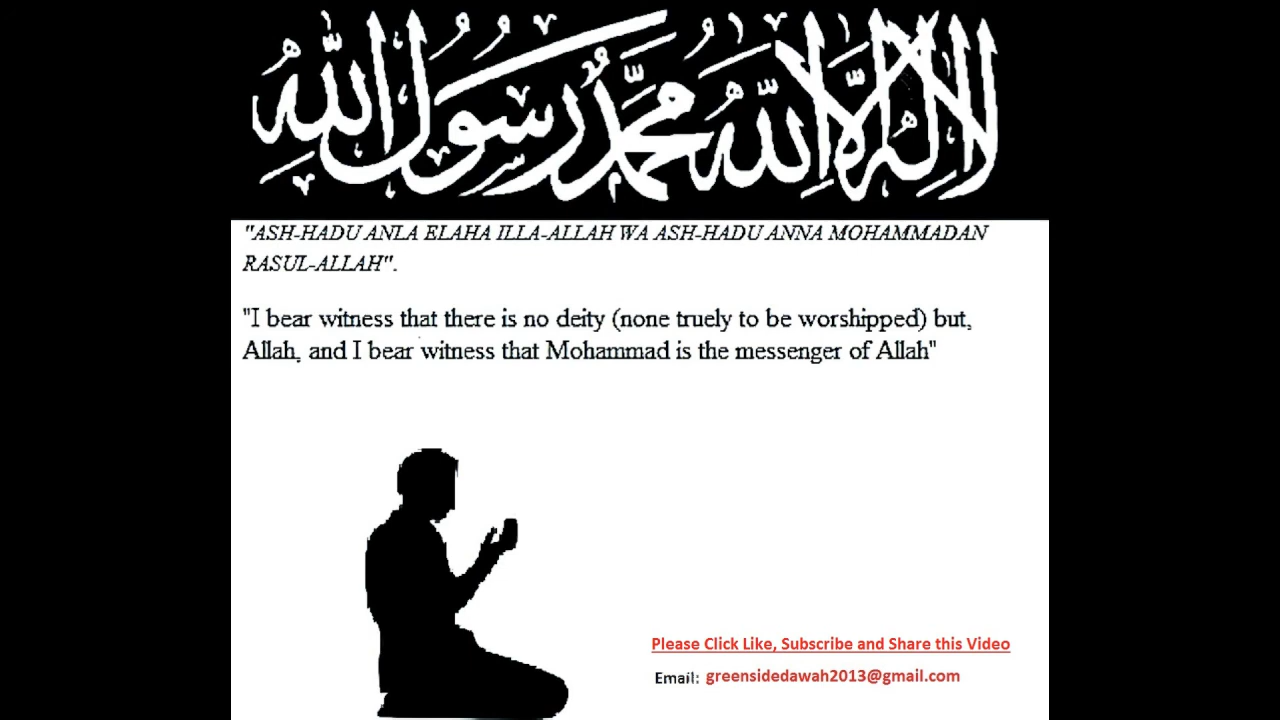 لا إله إلا الله محمد رسول الله
"ASH-HADU ANLA ELAHA ILLA-ALLAH WA ASH-HADU ANNA MOHAMMADAN
RASUL-ALLAH".
"I bear witness that there is no deity (none truely to be worshipped) but,
Allah, and I bear witness that Mohammad is the messenger of Allah"
Please Click Like, Subscribe and Share this Video
Email: greensidedawah2013@gmail.com